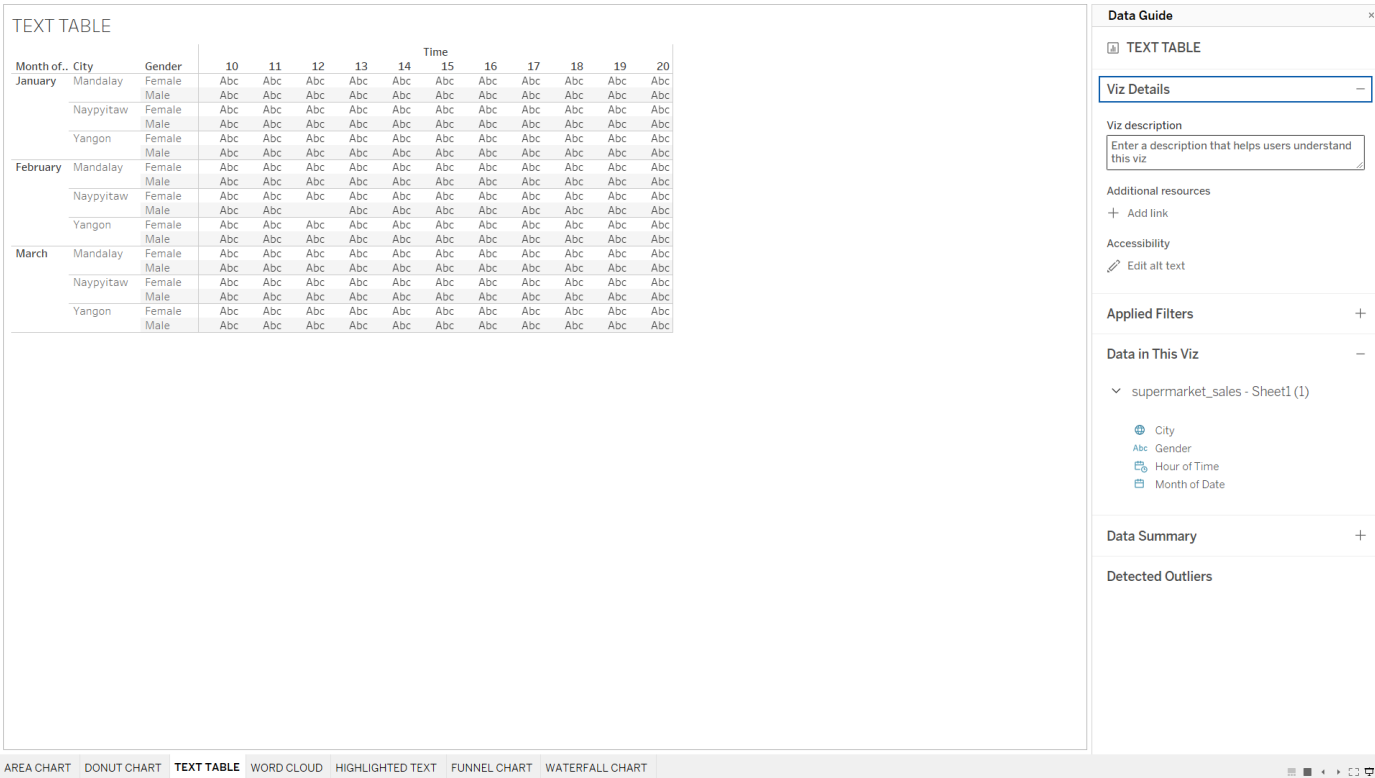 TEXT TABLE
Time
Month of.. City Gender 10 11 12 13 14 15 16 17 18 19 20
January Mandalay Female Abc Abc Abc Abc Abc Abc Abc Abc Abc Abc Abc
Male Abc Abc Abc Abc Abc Abc Abc Abc Abc Abc Abc
Naypyitaw Female Abc Abc Abc Abc Abc Abc Abc Abc Abc Abc Abc
Male Abc Abc Abc Abc Abc Abc Abc Abc Abc Abc Abc
Yangon Female Abc Abc Abc Abc Abc Abc Abc Abc Abc Abc Abc
Male Abc Abc Abc Abc Abc Abc Abc Abc Abc Abc Abc
February Mandalay Female Abc Abc Abc Abc Abc Abc Abc Abc Abc Abc Abc
Male Abc Abc Abc Abc Abc Abc Abc Abc Abc Abc Abc
Naypyitaw Female Abc Abc Abc Abc Abc Abc Abc Abc Abc Abc Abc
Male Abc Abc Abc Abc Abc Abc Abc Abc Abc Abc
Yangon Female Abc Abc Abc Abc Abc Abc Abc Abc Abc Abc Abc
Male Abc Abc Abc Abc Abc Abc Abc Abc Abc Abc Abc
March Mandalay Female Abc Abc Abc Abc Abc Abc Abc Abc Abc Abc Abc
Male Abc Abc Abc Abc Abc Abc Abc Abc Abc Abc Abc
Naypyitaw Female Abc Abc Abc Abc Abc Abc Abc Abc Abc Abc Abc
Male Abc Abc Abc Abc Abc Abc Abc Abc Abc Abc Abc
Yangon Female Abc Abc Abc Abc Abc Abc Abc Abc Abc Abc Abc
Male Abc Abc Abc Abc Abc Abc Abc Abc Abc Abc Abc
Data Guide
TEXT TABLE
Viz Details
Viz description
Enter a description that helps users understand
this viz
Additional resources
Add link
Accessibility
Edit alt text
Applied Filters
Data in This Viz
supermarket_sales - Sheet1 (1)
City
Abc Gender
Hour of Time
Month of Date
Data Summary
Detected Outliers
AREA CHART DONUT CHART TEXT TABLE WORD CLOUD HIGHLIGHTED TEXT FUNNEL CHART WATERFALL CHART